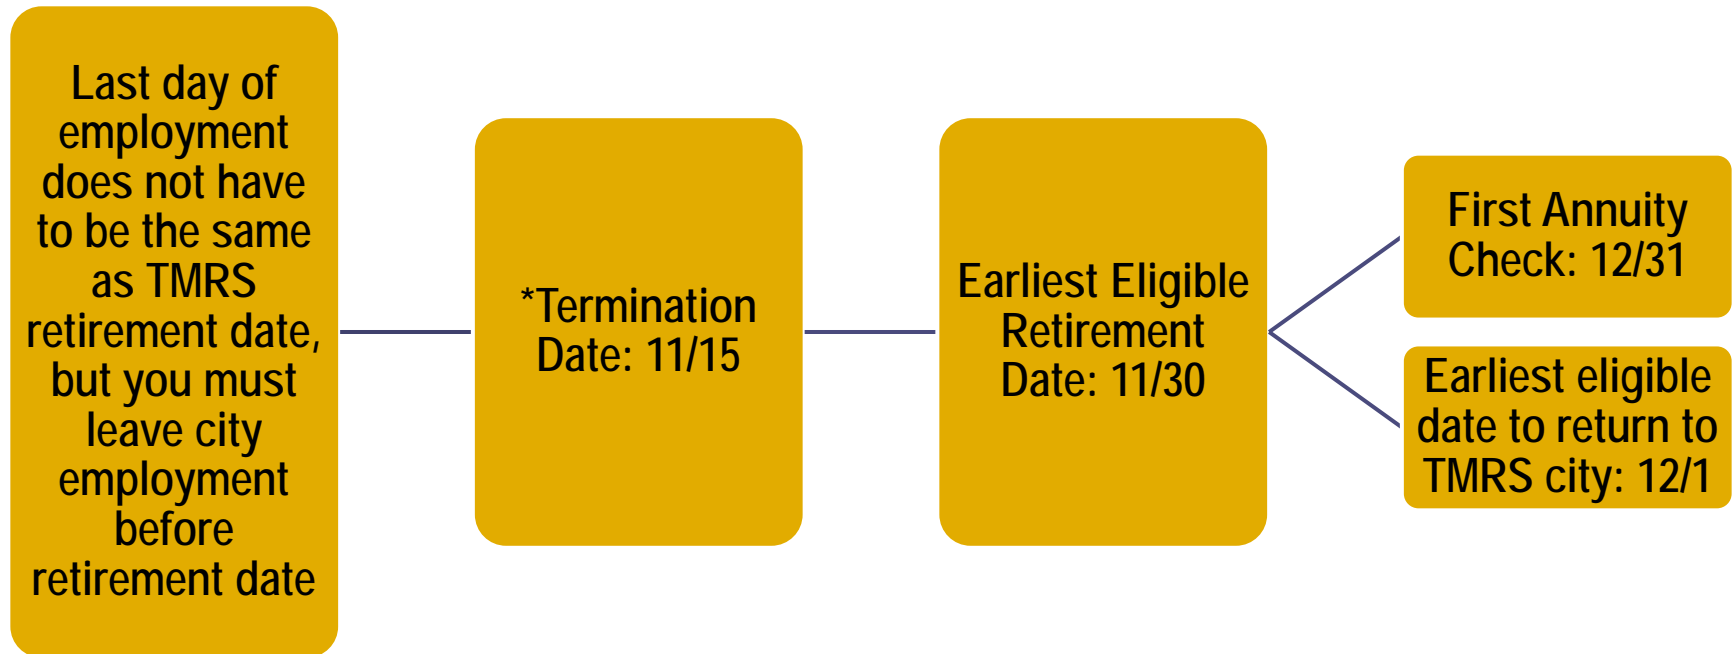 Last day of
employment
does not have
to be the same
as TMRS
retirement date,
but you must
leave city
employment
before
retirement date
*Termination
Date: 11/15
Earliest Eligible
Retirement
Date: 11/30
First Annuity
Check: 12/31
Earliest eligible
date to return to
TMRS city: 12/1